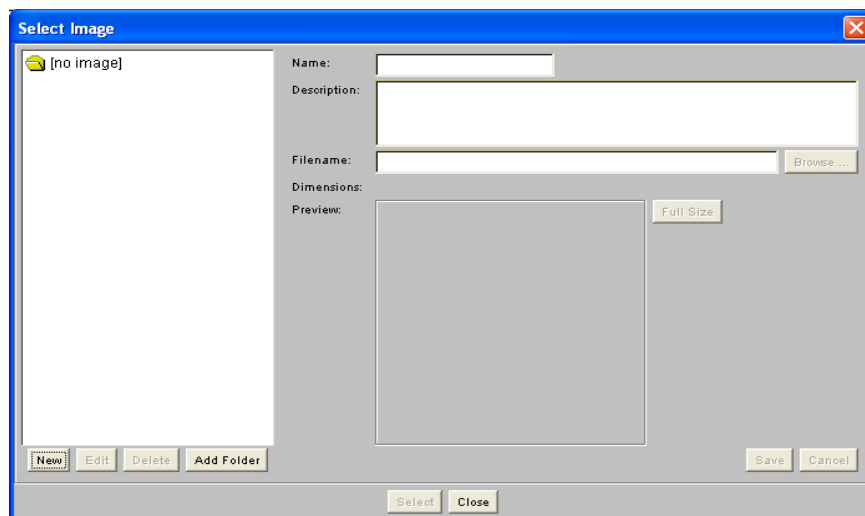 Select Image
[no image]
Name:
Description:
Filename:
Browse ...
Dimensions:
Preview:
Full Size
New Edit Delete Add Folder
Save Cancel
Select Close